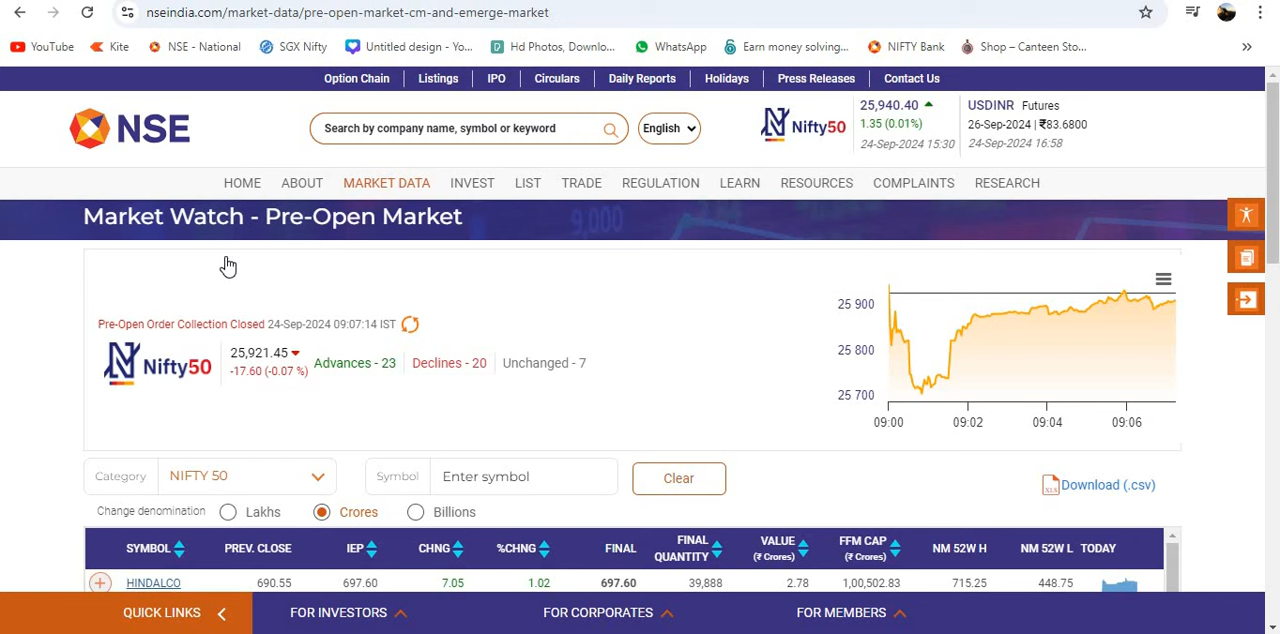 nseindia.com/market-data/pre-open-market-cm-and-emerge-market
YouTube Kite NSE - National SGX Nifty Untitled design - Yo... Hd Photos, Downlo... WhatsApp Earn money solving... NIFTY Bank Shop – Canteen Sto...
Option Chain Listings IPO Circulars Daily Reports Holidays Press Releases Contact Us
NSE
Search by company name, symbol or keyword
English
Nifty50
25,940.40
1.35 (0.01%)
24-Sep-2024 15:30
USDINR Futures
26-Sep-2024 | ₹83.6800
24-Sep-2024 16:58
HOME ABOUT MARKET DATA INVEST LIST TRADE REGULATION LEARN RESOURCES COMPLAINTS RESEARCH
9,000
Market Watch - Pre-Open Market
Pre-Open Order Collection Closed 24-Sep-2024 09:07:14 IST
Nifty50
25,921.45
-17.60 (-0.07 %)
Advances - 23 Declines - 20 Unchanged - 7
25 900
25 800
25 700
09:00 09:02 09:04 09:06
Category NIFTY 50 Symbol Enter symbol Clear
XLS Download (.csv)
Change denomination Lakhs Crores Billions
SYMBOL PREV. CLOSE IEP CHNG %CHNG FINAL FINAL QUANTITY VALUE (₹ Crores) FFM CAP (₹ Crores) NM 52W H NM 52W L TODAY
HINDALCO 690.55 697.60 7.05 1.02 697.60 39,888 2.78 1,00,502.83 715.25 448.75
QUICK LINKS FOR INVESTORS FOR CORPORATES FOR MEMBERS